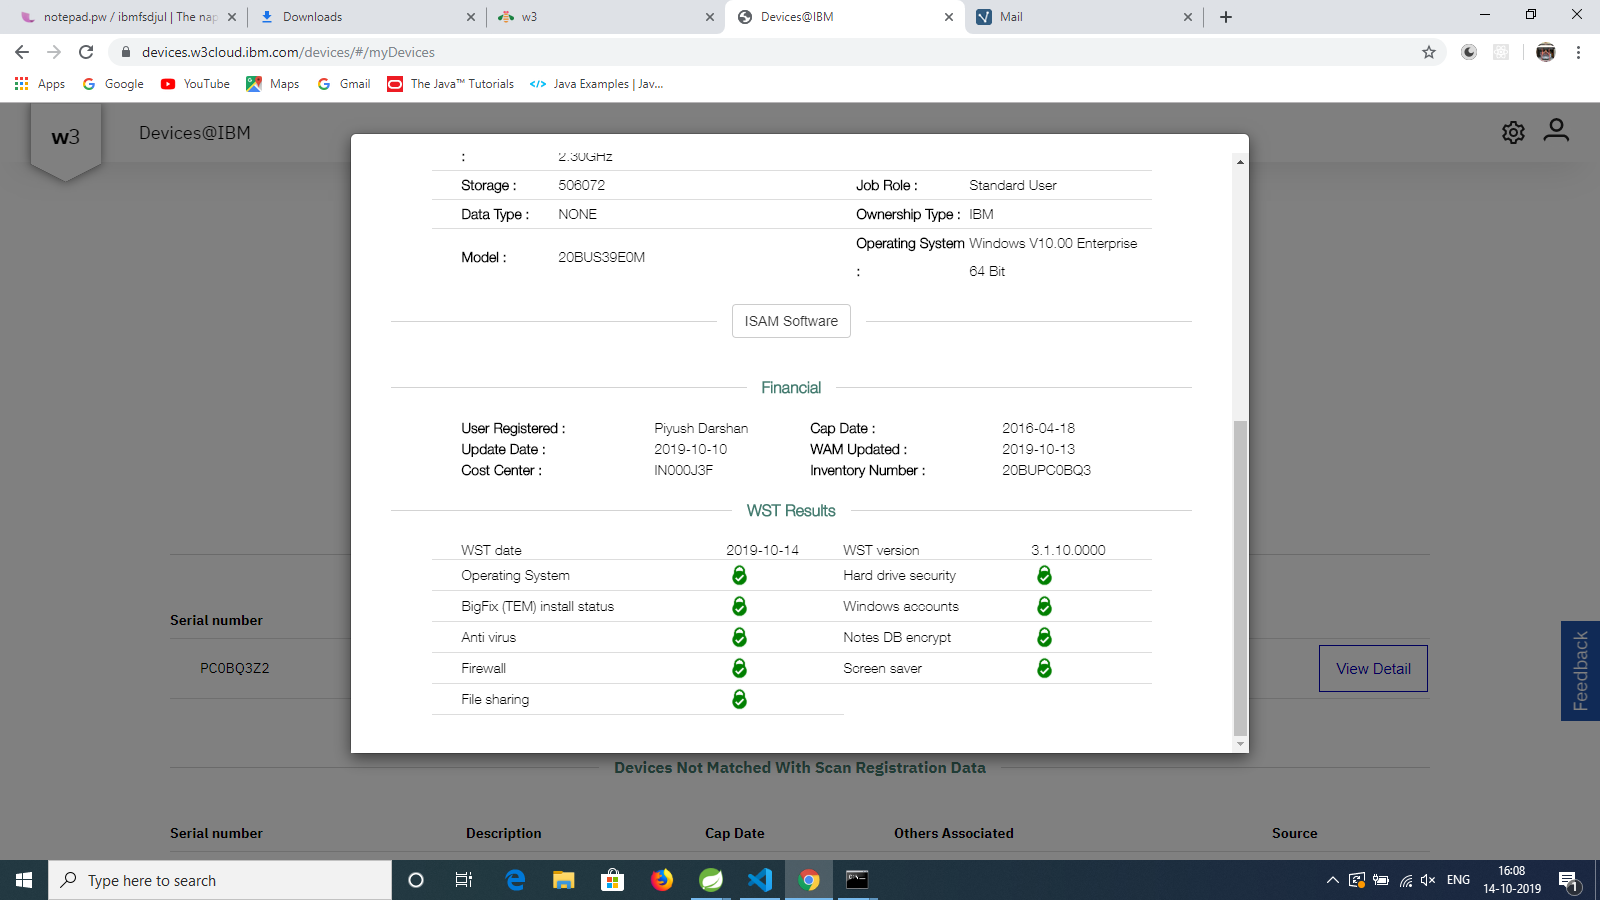 notepad.pw / ibmfsdjul | The nap
Downloads
w3
Devices@IBM
Mail
devices.w3cloud.ibm.com/devices/#/myDevices
Apps Google YouTube Maps Gmail The Java™ Tutorials Java Examples | Jav...
w3 Devices@IBM
: 2.30GHz
Storage : 506072 Job Role : Standard User
Data Type : NONE Ownership Type : IBM
Model : 20BUS39E0M Operating System : Windows V10.00 Enterprise 64 Bit
ISAM Software
Financial
User Registered : Piyush Darshan Cap Date : 2016-04-18
Update Date : 2019-10-10 WAM Updated : 2019-10-13
Cost Center : IN000J3F Inventory Number : 20BUPC0BQ3
WST Results
WST date 2019-10-14 WST version 3.1.10.0000
Operating System Hard drive security
BigFix (TEM) install status Windows accounts
Anti virus Notes DB encrypt
Firewall Screen saver
File sharing
Serial number
PC0BQ3Z2 View Detail
Feedback
Devices Not Matched With Scan Registration Data
Serial number Description Cap Date Others Associated Source
Type here to search
ENG
16:08
14-10-2019
1